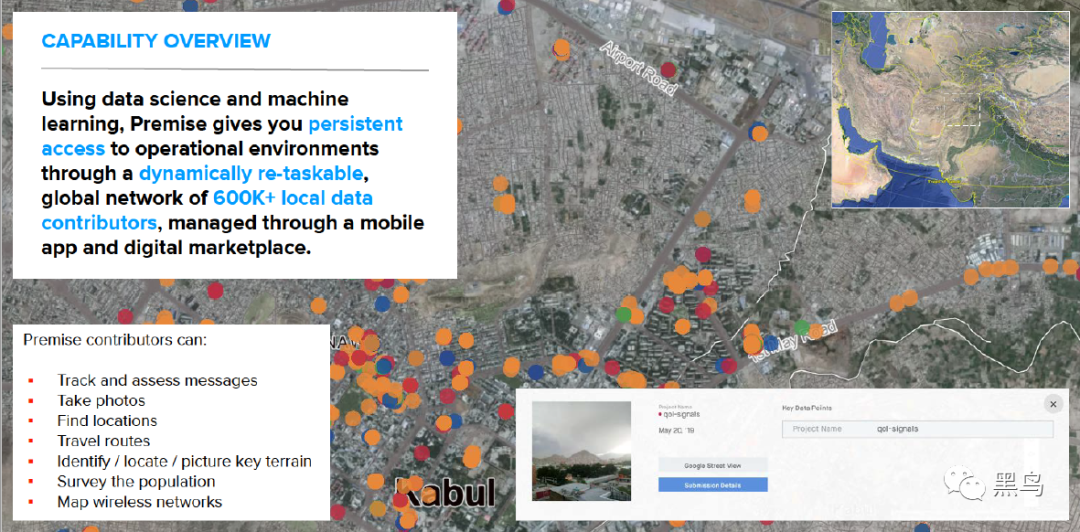 CAPABILITY OVERVIEW
Using data science and machine
learning, Premise gives you persistent
access to operational environments
through a dynamically re-taskable,
global network of 600K+ local data
contributors, managed through a mobile
app and digital marketplace.
Airport Road
Premise contributors can:
Track and assess messages
Take photos
Find locations
Travel routes
Identify / locate / picture key terrain
Survey the population
Map wireless networks
Kabul
May Road
Project Name
qol-signals
May 20, '19
Google Street View
Submission Details
Key Data Points
Project Name qol-signals
黑鸟